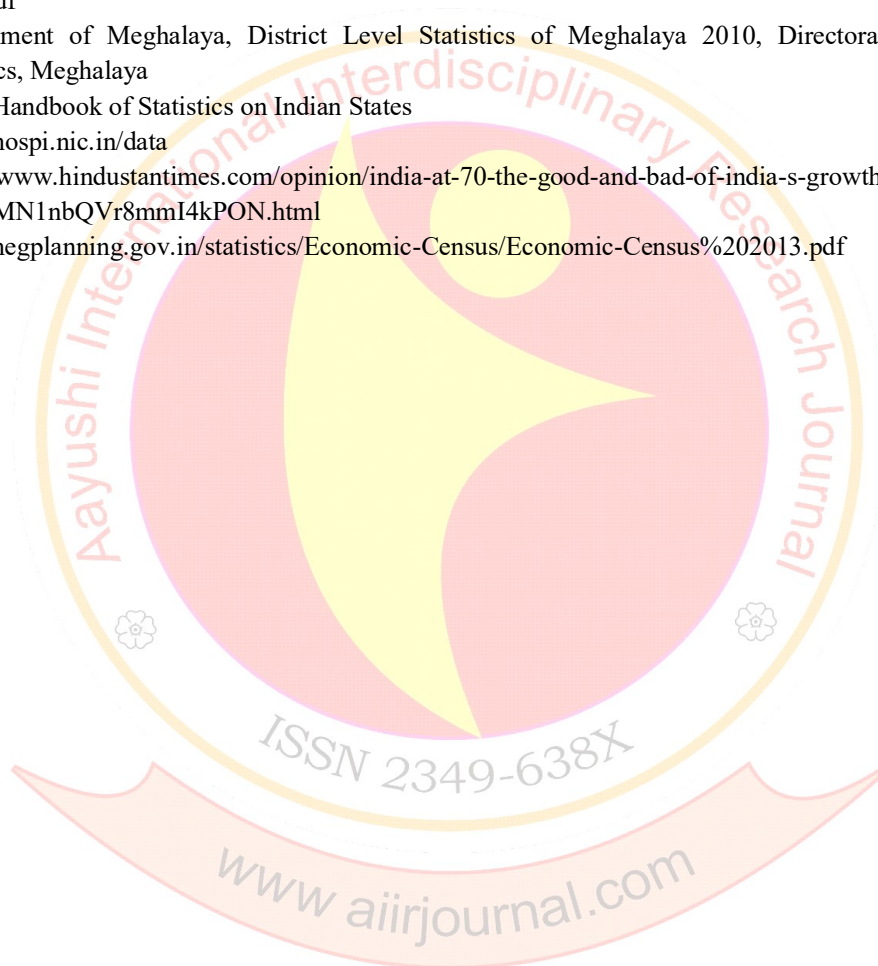 ment of Meghalaya, District Level Statistics of Meghalaya 2010, Directora
cs, Meghalaya
Handbook of Statistics on Indian States
nospi.nic.in/data
www.hindustantimes.com/opinion/india-at-70-the-good-and-bad-of-india-s-growth
MN1nbQVr8mmI4kPON.html
negplanning.gov.in/statistics/Economic-Census/Economic-Census%202013.pdf
Aayushi International Interdisciplinary Research Journal
ISSN 2349-638X
www aiirjournal.com